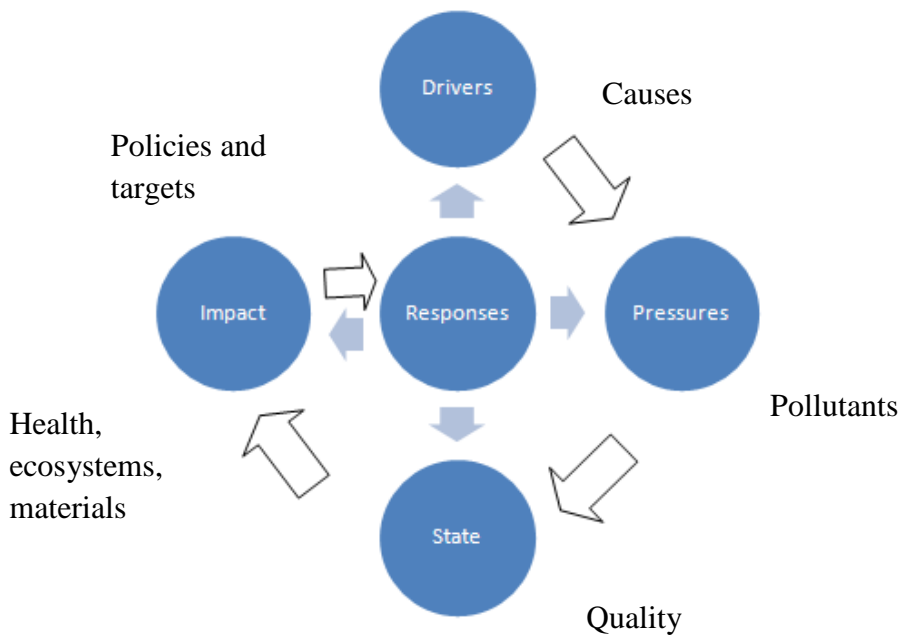 Drivers
Causes
Policies and
targets
Impact
Responses
Pressures
Pollutants
Health,
ecosystems,
materials
State
Quality